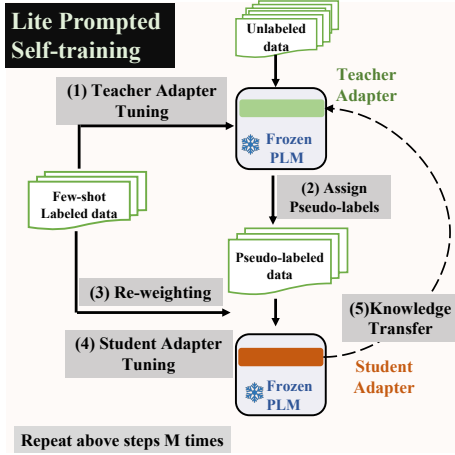 Lite Prompted
Self-training
Unlabeled
data
(1) Teacher Adapter
Tuning
Teacher
Adapter
Frozen
PLM
(2) Assign
Pseudo-labels
Few-shot
Labeled data
Pseudo-labeled
data
(3) Re-weighting
(4) Student Adapter
Tuning
(5)Knowledge
Transfer
Frozen
PLM
Student
Adapter
Repeat above steps M times